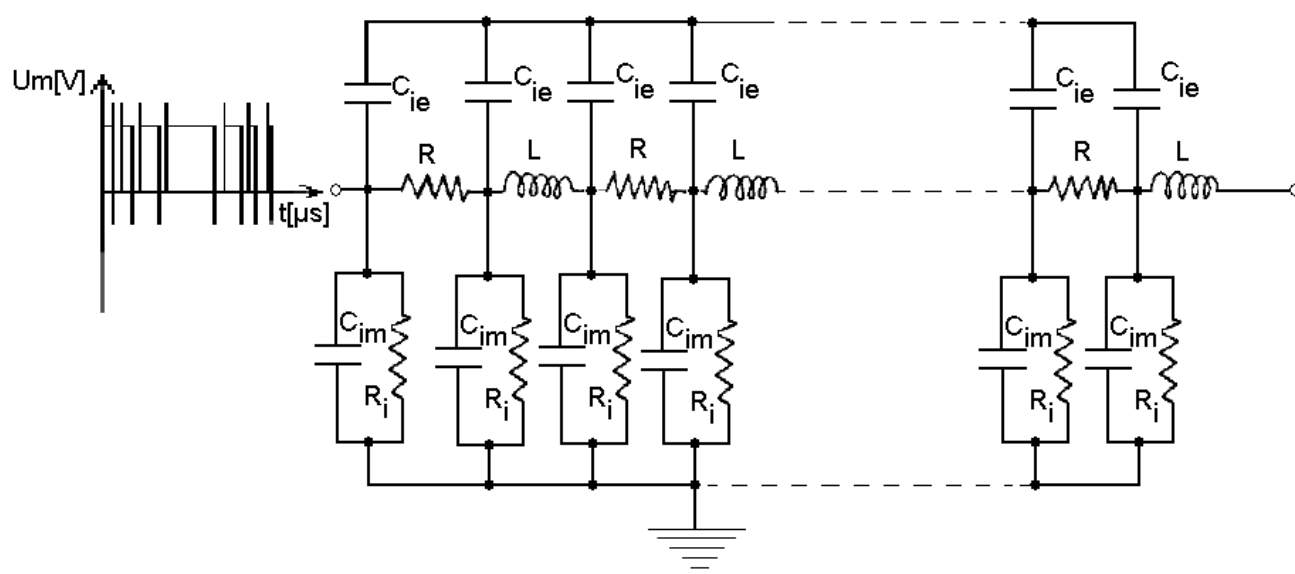 Um[V]
t[µs]
C_ie C_ie C_ie C_ie C_ie C_ie
R L R L R L
C_im C_im C_im C_im C_im C_im
R_i R_i R_i R_i R_i R_i